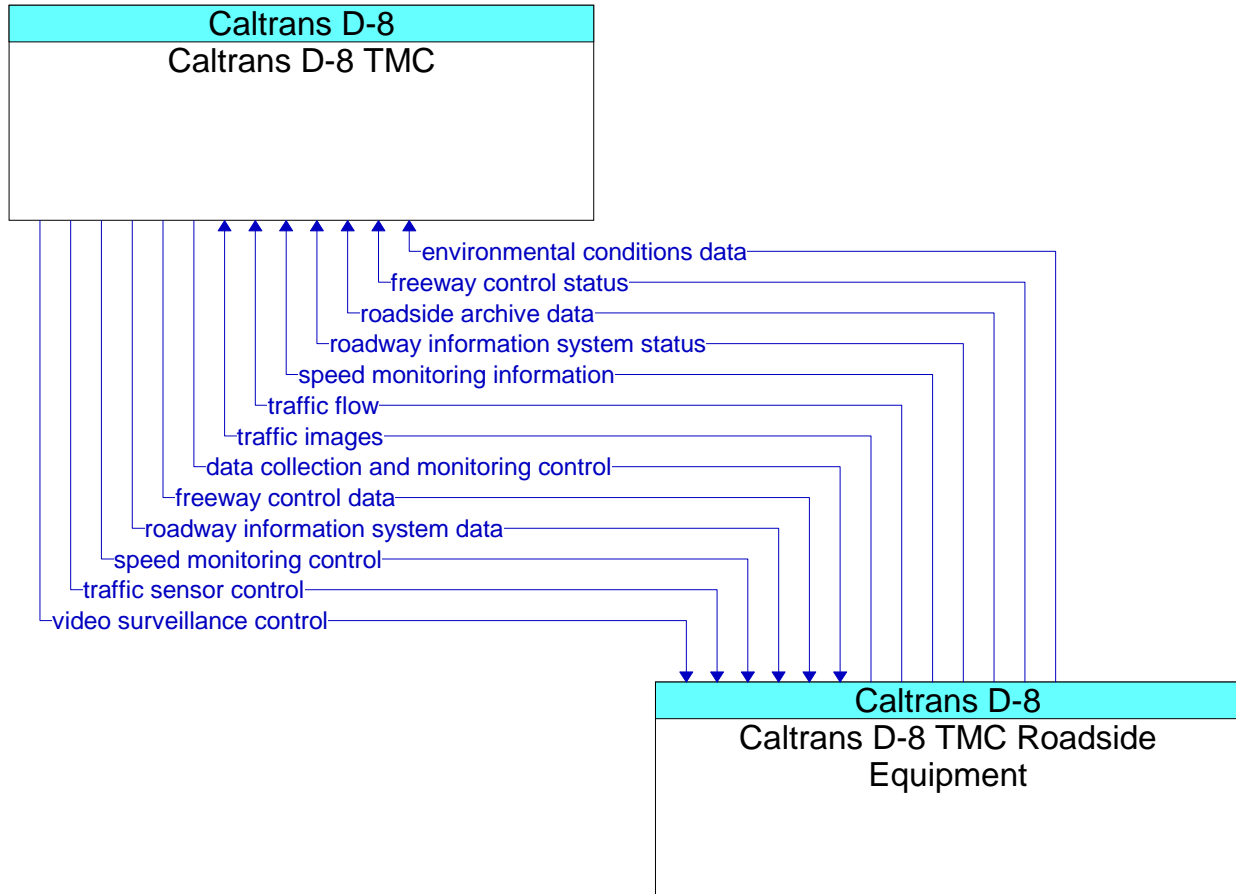 Caltrans D-8
Caltrans D-8 TMC
environmental conditions data
freeway control status
roadside archive data
roadway information system status
speed monitoring information
traffic flow
traffic images
data collection and monitoring control
freeway control data
roadway information system data
speed monitoring control
traffic sensor control
video surveillance control
Caltrans D-8
Caltrans D-8 TMC Roadside
Equipment